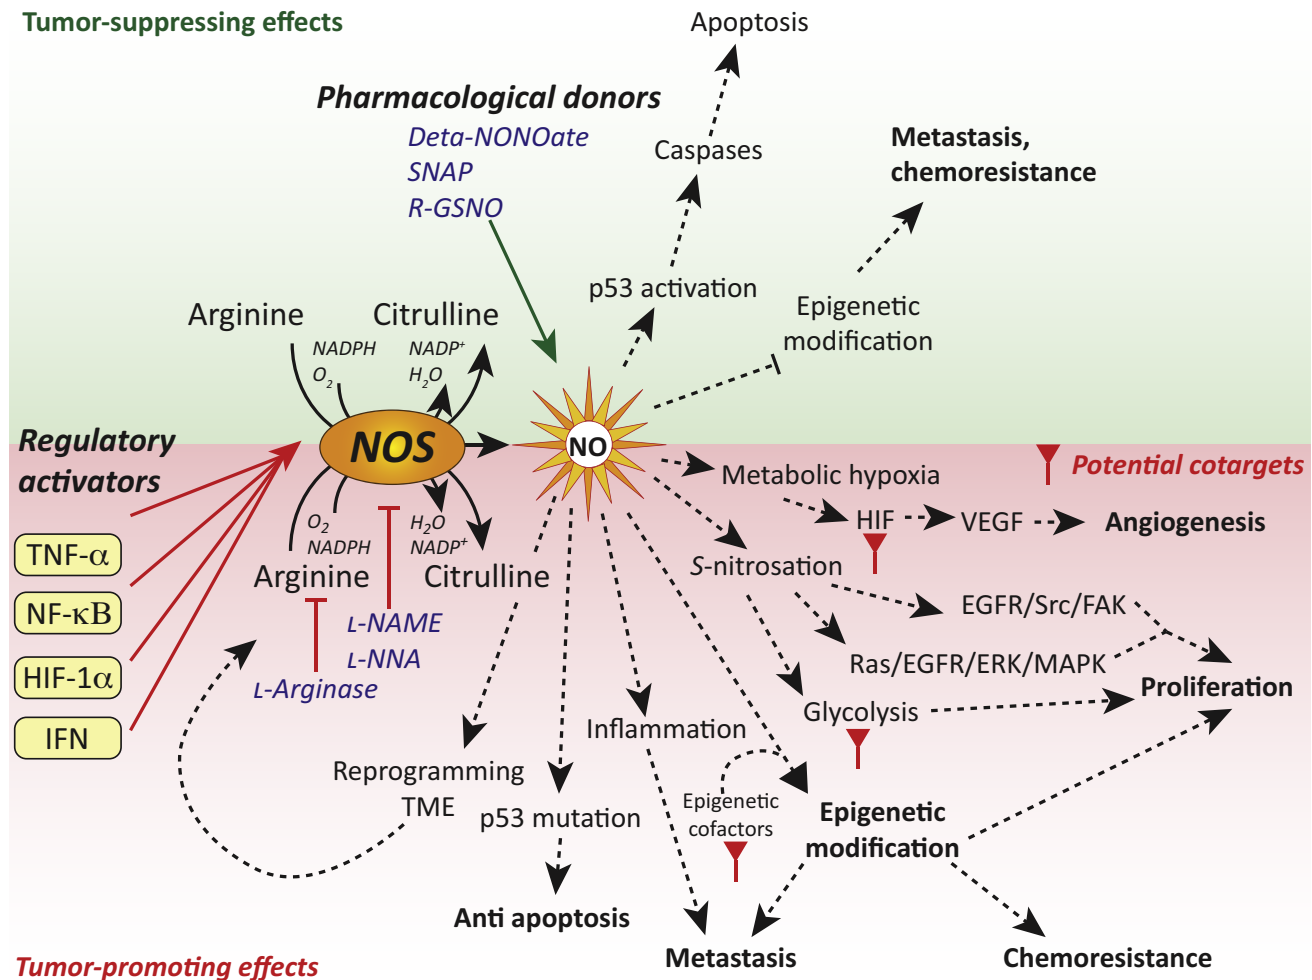 Tumor-suppressing effects
Apoptosis
Pharmacological donors
Deta-NONOate
SNAP
R-GSNO
Caspases
Metastasis,
chemoresistance
p53 activation
Epigenetic
modification
Arginine
Citrulline
NADPH
O2
NADP+
H2O
NOS
NO
Regulatory
activators
TNF-α
NF-κB
HIF-1α
IFN
O2
NADPH
H2O
NADP+
Arginine
Citrulline
L-NAME
L-NNA
L-Arginase
Potential cotargets
Metabolic hypoxia
HIF
VEGF
Angiogenesis
S-nitrosation
EGFR/Src/FAK
Ras/EGFR/ERK/MAPK
Glycolysis
Proliferation
Inflammation
Reprogramming
TME
p53 mutation
Epigenetic
cofactors
Epigenetic
modification
Anti apoptosis
Metastasis
Chemoresistance
Tumor-promoting effects